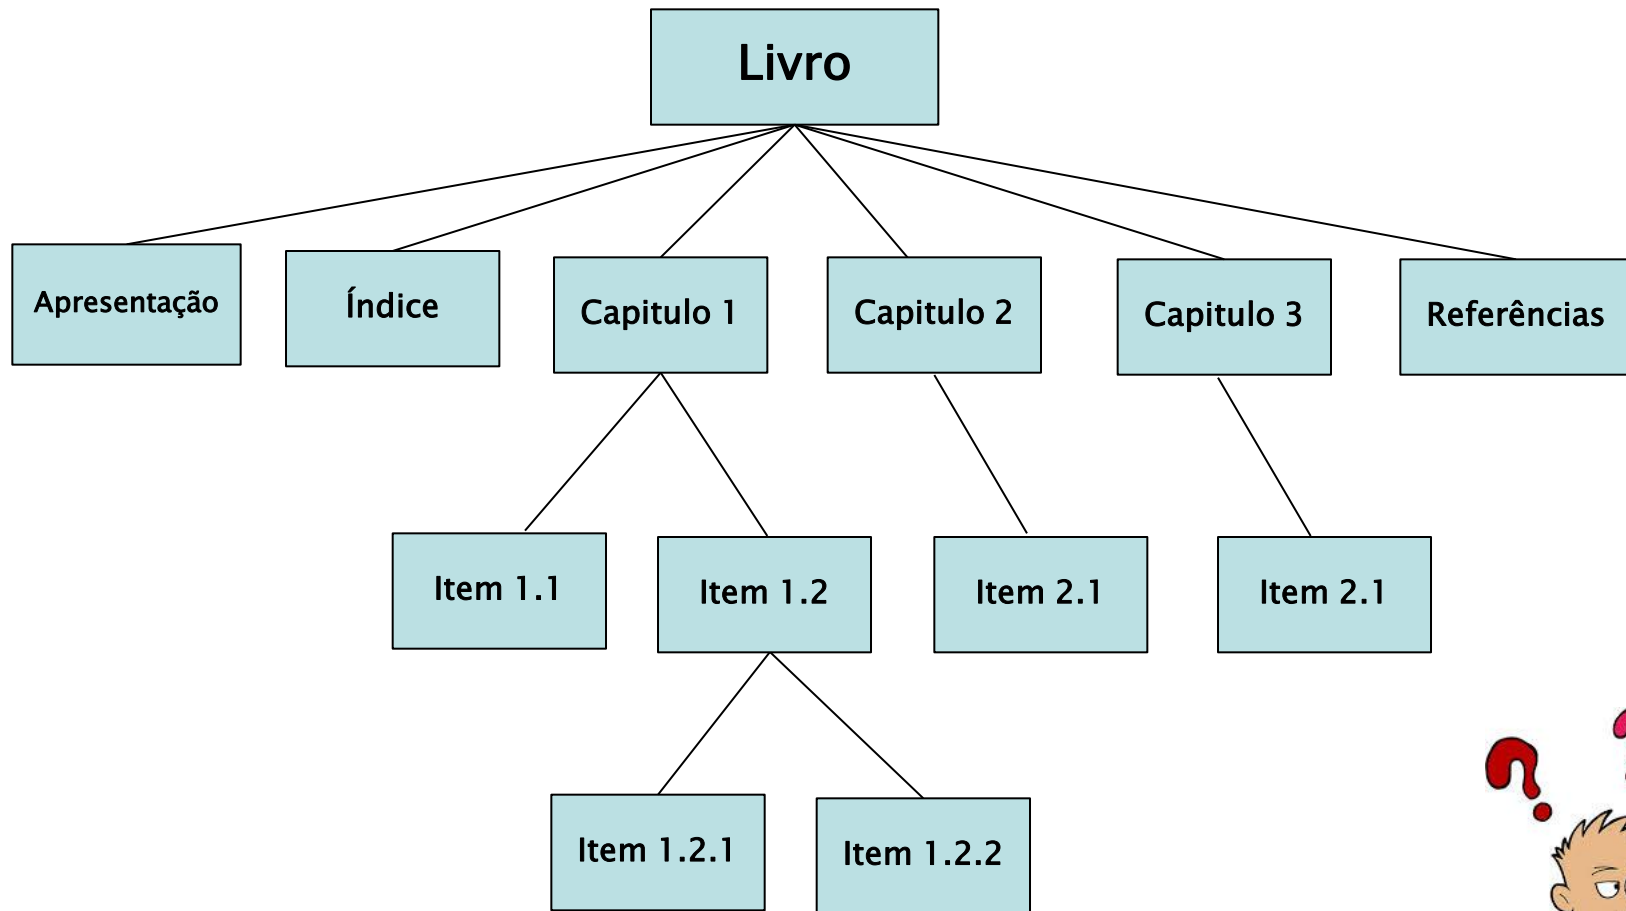 Livro
Apresentação
Índice
Capitulo 1
Capitulo 2
Capitulo 3
Referências
Item 1.1
Item 1.2
Item 2.1
Item 2.1
Item 1.2.1
Item 1.2.2